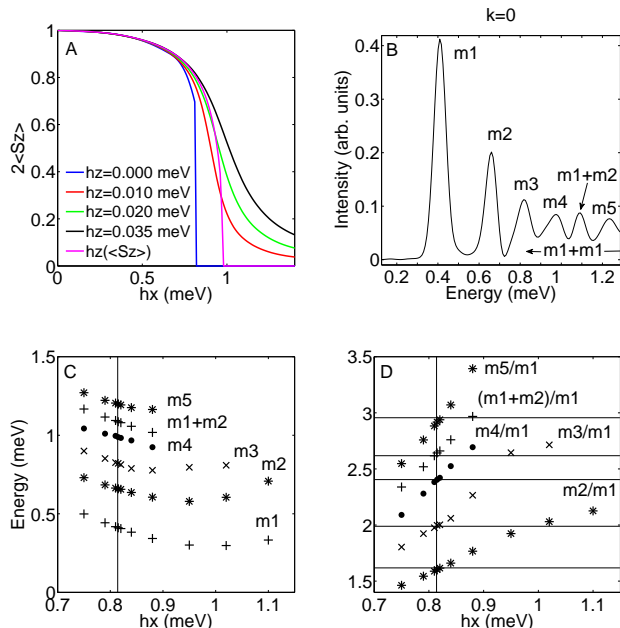 k=0
A
2<Sz>
1
0.8
0.6
0.4
0.2
0
hz=0.000 meV
hz=0.010 meV
hz=0.020 meV
hz=0.035 meV
hz(<Sz>)
0 0.5 1
hx (meV)
B
Intensity (arb. units)
0.4
0.2
0
m1
m2
m3
m4
m1+m2
m5
m1+m1
0.2 0.4 0.6 0.8 1 1.2
Energy (meV)
C
Energy (meV)
1.5
1
0.5
0
m5
m1+m2
m4
m3
m2
m1
0.7 0.8 0.9 1 1.1
hx (meV)
D
3.5
3
2.5
2
1.5
m5/m1
(m1+m2)/m1
m4/m1
m3/m1
m2/m1
0.7 0.8 0.9 1 1.1
hx (meV)